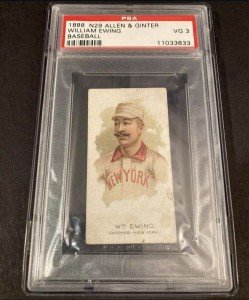 PSA
1888 N29 ALLEN & GINTER
WILLIAM EWING
VG 3
BASEBALL
11033833
NEW YORK
Wᴹ EWING,
CATCHER - NEW YORK.